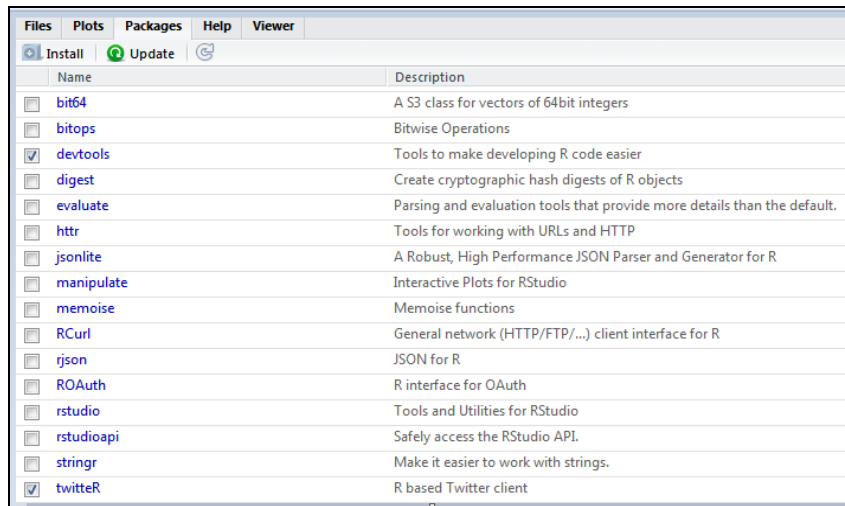 Files Plots Packages Help Viewer
Install Update
Name Description
bit64 A S3 class for vectors of 64bit integers
bitops Bitwise Operations
devtools Tools to make developing R code easier
digest Create cryptographic hash digests of R objects
evaluate Parsing and evaluation tools that provide more details than the default.
httr Tools for working with URLs and HTTP
jsonlite A Robust, High Performance JSON Parser and Generator for R
manipulate Interactive Plots for RStudio
memoise Memoise functions
RCurl General network (HTTP/FTP/...) client interface for R
rjson JSON for R
ROAuth R interface for OAuth
rstudio Tools and Utilities for RStudio
rstudioapi Safely access the RStudio API.
stringr Make it easier to work with strings.
twitteR R based Twitter client